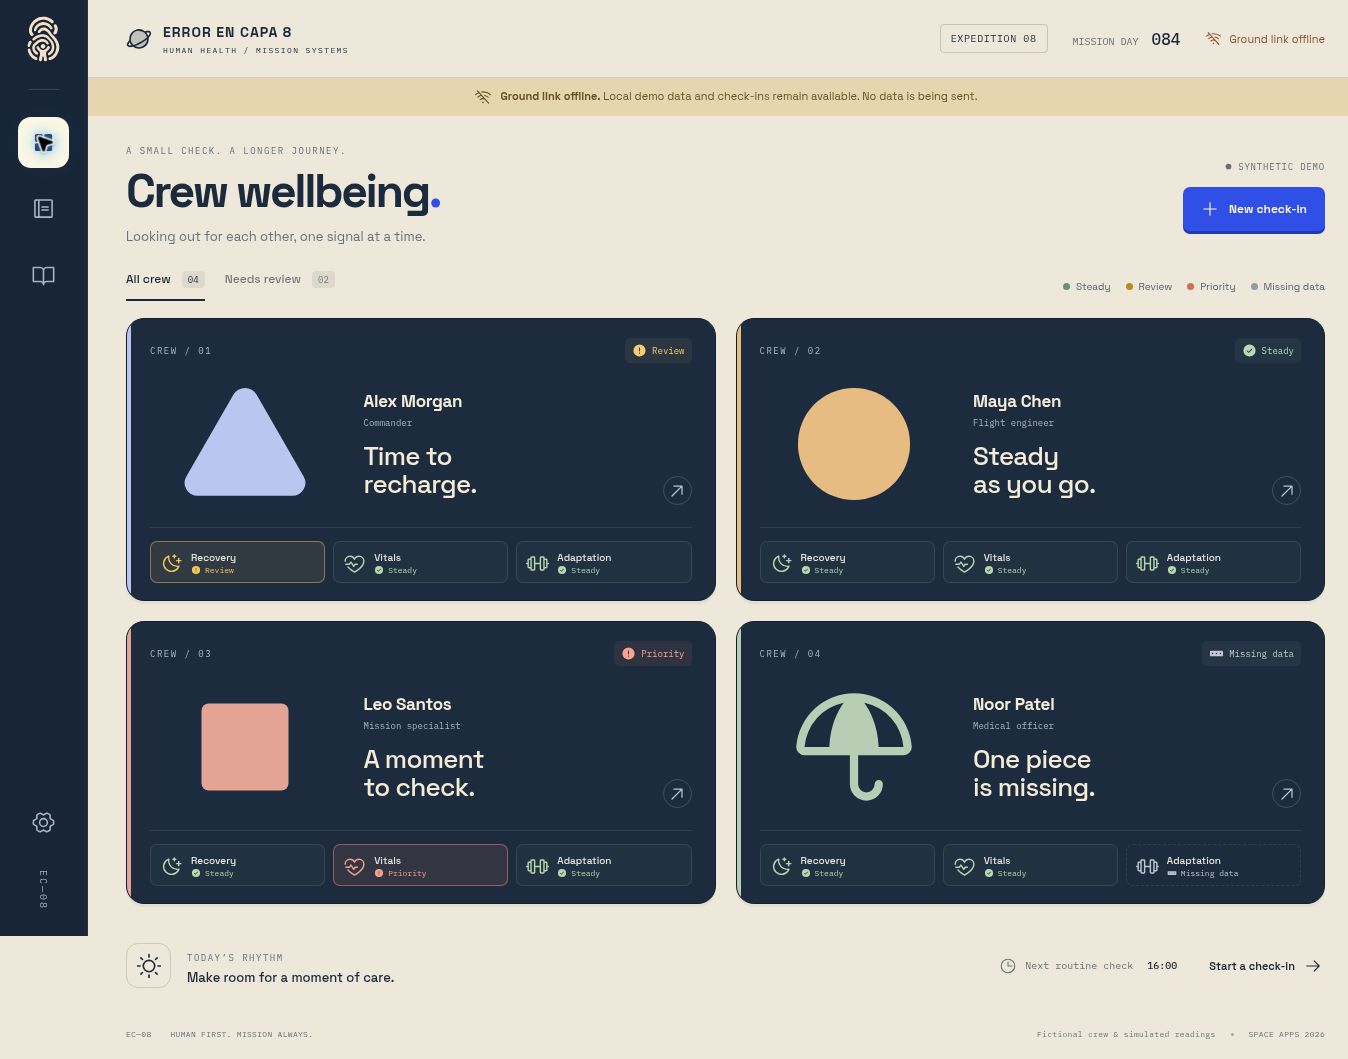 ERROR EN CAPA 8
HUMAN HEALTH / MISSION SYSTEMS
EXPEDITION 08
MISSION DAY 084
Ground link offline
Ground link offline. Local demo data and check-ins remain available. No data is being sent.
A SMALL CHECK. A LONGER JOURNEY.
Crew wellbeing.
Looking out for each other, one signal at a time.
SYNTHETIC DEMO
New check-in
All crew 04
Needs review 02
Steady
Review
Priority
Missing data
CREW / 01
Review
Alex Morgan
Commander
Time to
recharge.
Recovery
Review
Vitals
Steady
Adaptation
Steady
CREW / 02
Steady
Maya Chen
Flight engineer
Steady
as you go.
Recovery
Steady
Vitals
Steady
Adaptation
Steady
CREW / 03
Priority
Leo Santos
Mission specialist
A moment
to check.
Recovery
Steady
Vitals
Priority
Adaptation
Steady
CREW / 04
Missing data
Noor Patel
Medical officer
One piece
is missing.
Recovery
Steady
Vitals
Steady
Adaptation
Missing data
EC—08
TODAY'S RHYTHM
Make room for a moment of care.
Next routine check 16:00
Start a check-in
EC—08
HUMAN FIRST. MISSION ALWAYS.
Fictional crew & simulated readings
SPACE APPS 2026